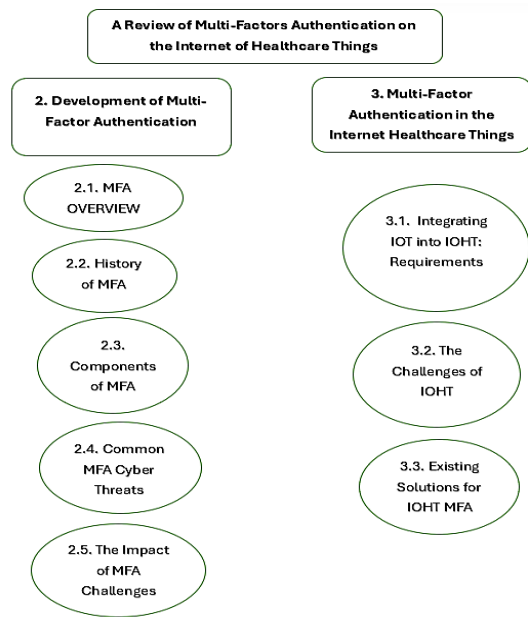 A Review of Multi-Factors Authentication on
the Internet of Healthcare Things
2. Development of Multi-
Factor Authentication
2.1. MFA
OVERVIEW
2.2. History
of MFA
2.3.
Components
of MFA
2.4. Common
MFA Cyber
Threats
2.5. The Impact
of MFA
Challenges
3. Multi-Factor
Authentication in the
Internet Healthcare Things
3.1. Integrating
IOT into IOHT:
Requirements
3.2. The
Challenges of
IOHT
3.3. Existing
Solutions for
IOHT MFA